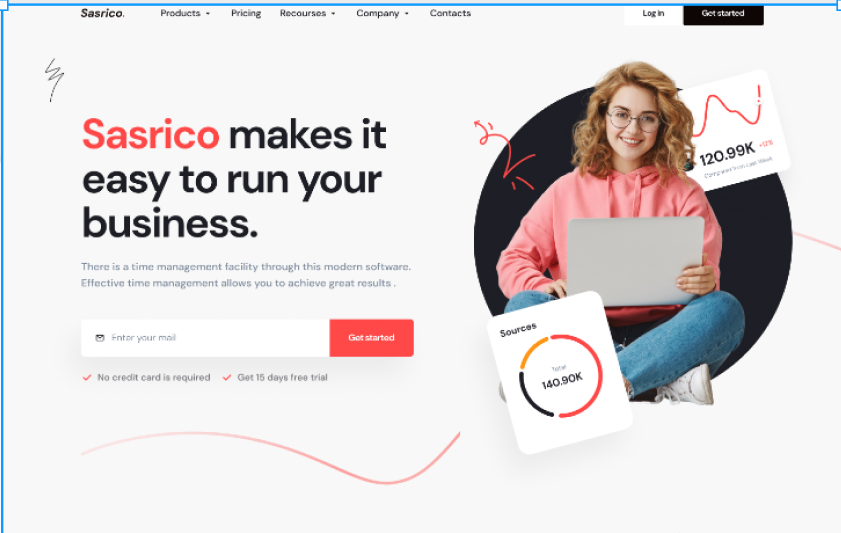 Sasrico.
Products
Pricing
Recourses
Company
Contacts
Log in
Get started
Sasrico makes it
easy to run your
business.
There is a time management facility through this modern software.
Effective time management allows you to achieve great results .
Enter your mail
Get started
No credit card is required
Get 15 days free trial
120.99K +12%
Compared from Last Week
Sources
Total
140.90K